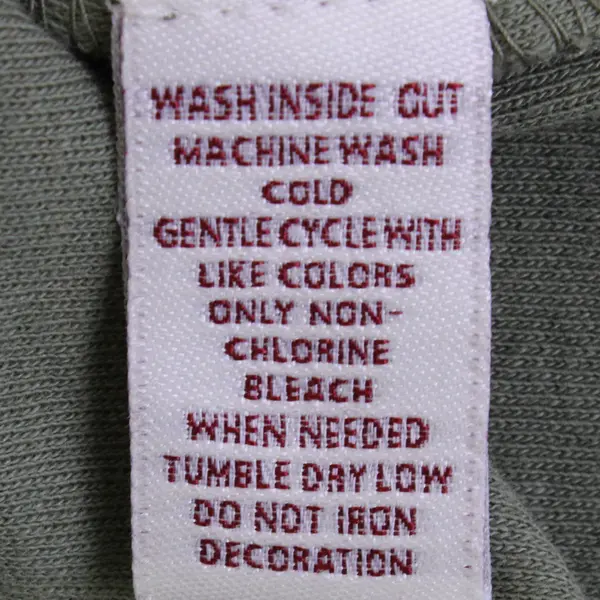 WASH INSIDE OUT
MACHINE WASH
COLD
GENTLE CYCLE WITH
LIKE COLORS
ONLY NON-
CHLORINE
BLEACH
WHEN NEEDED
TUMBLE DRY LOW
DO NOT IRON
DECORATION